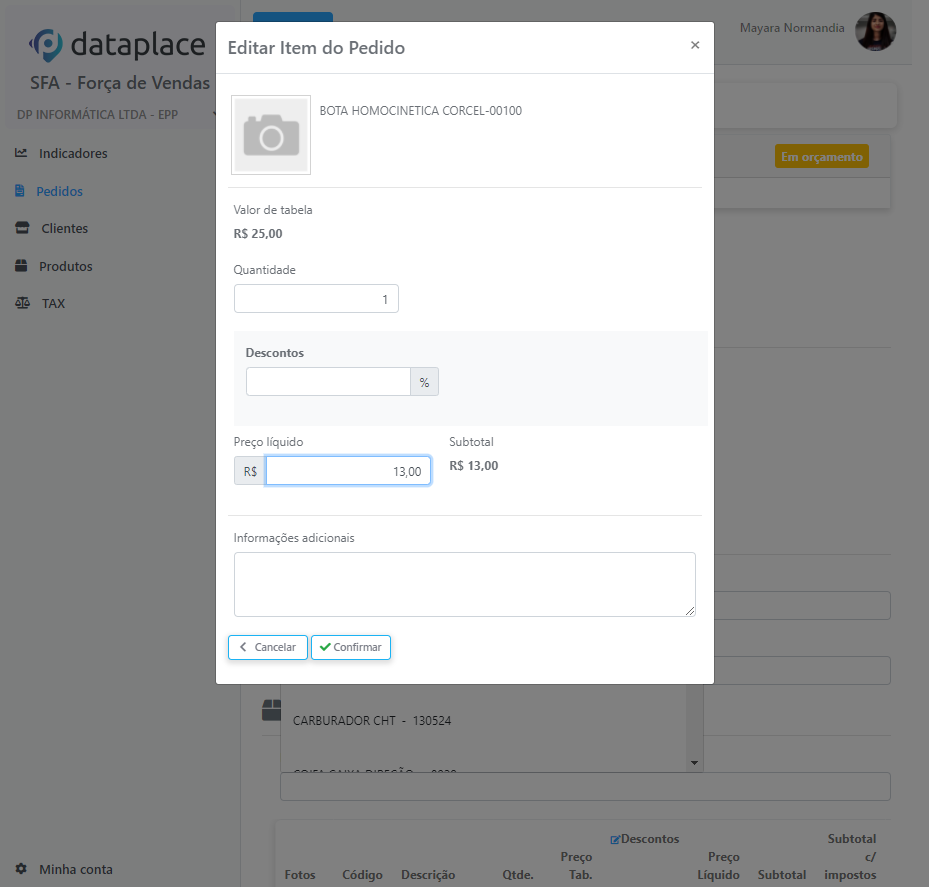 dataplace
SFA - Força de Vendas
DP INFORMÁTICA LTDA - EPP
Indicadores
Pedidos
Clientes
Produtos
TAX
Minha conta
Mayara Normandia
Em orçamento
Editar Item do Pedido
×
BOTA HOMOCINETICA CORCEL-00100
Valor de tabela
R$ 25,00
Quantidade
1
Descontos
%
Preço líquido
Subtotal
R$ 13,00
R$ 13,00
Informações adicionais
Cancelar
Confirmar
CARBURADOR CHT - 130524
Fotos
Código
Descrição
Qtde.
Preço
Tab.
Descontos
Preço
Líquido
Subtotal
Subtotal
c/
impostos